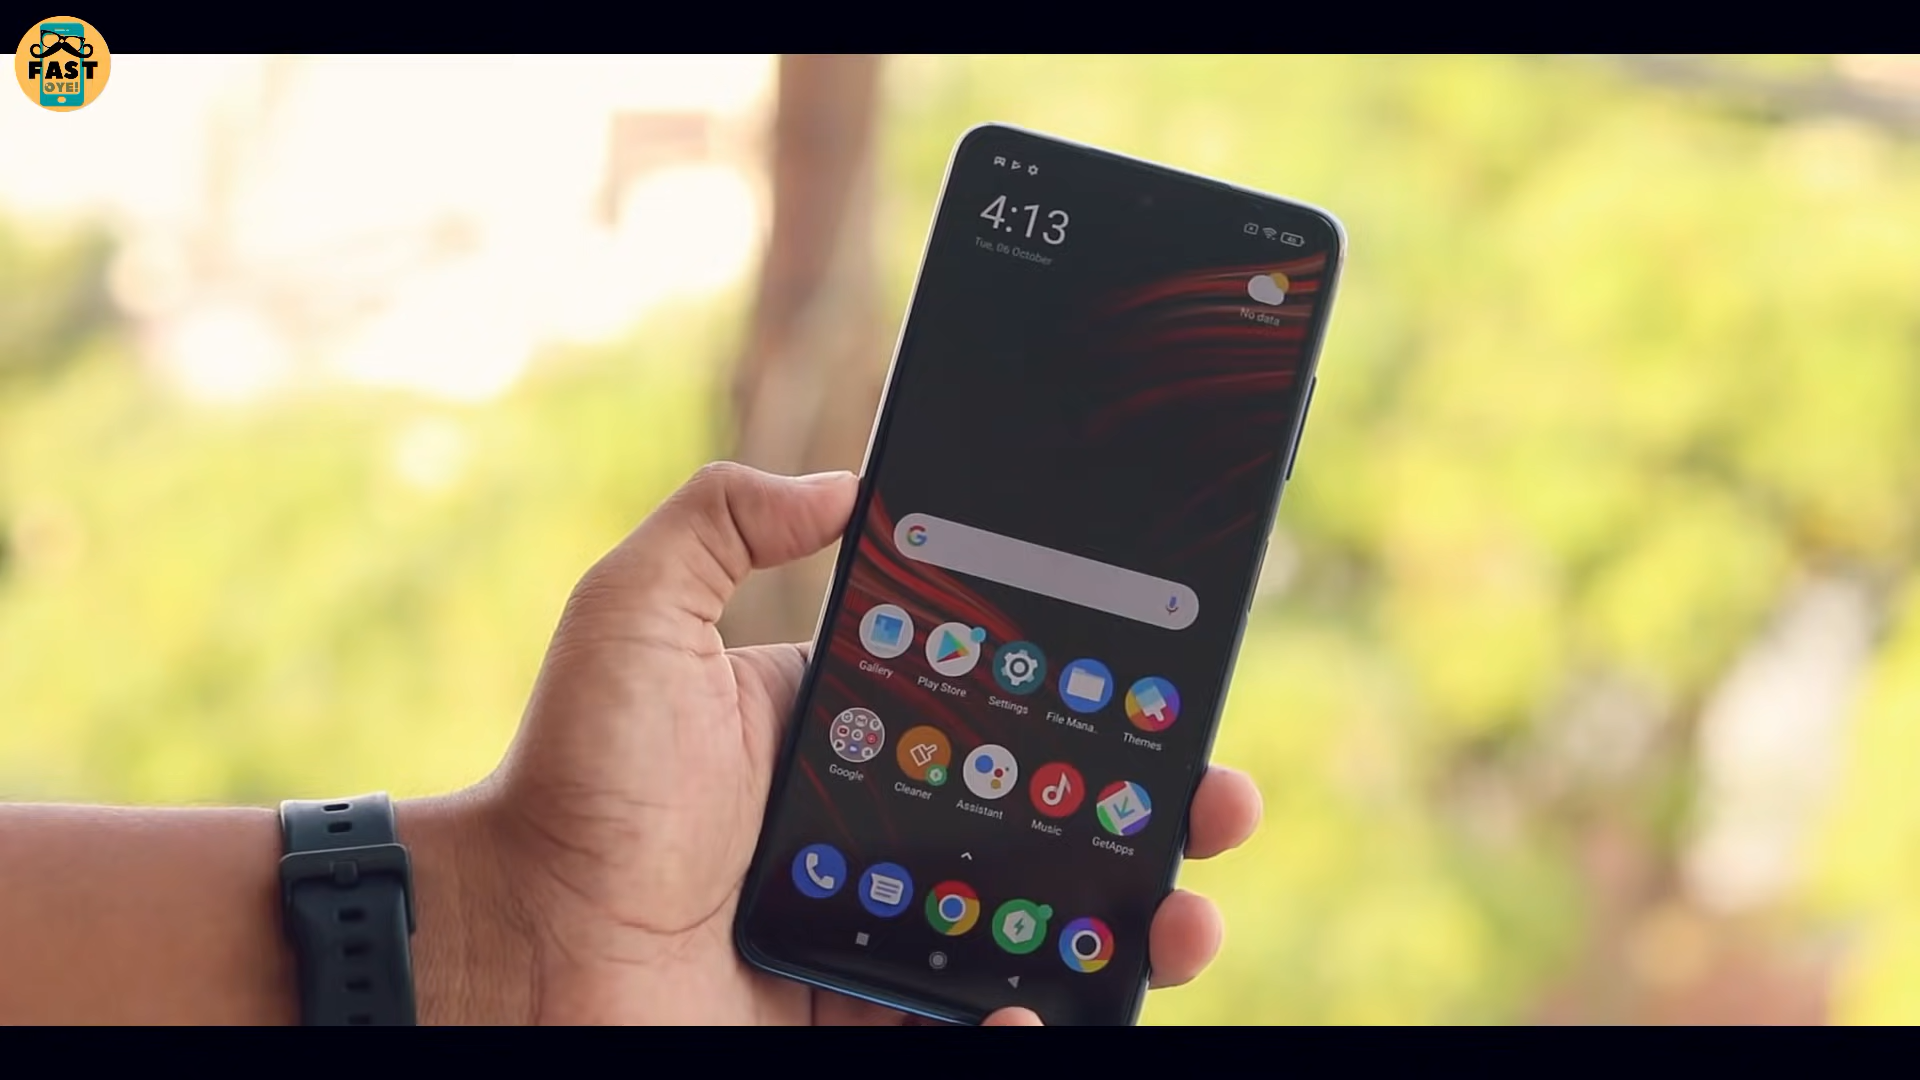 FAST
OYE!
4:13
Tue, 06 October
No data
Gallery
Play Store
Settings
File Mana..
Themes
Google
Cleaner
Assistant
Music
GetApps